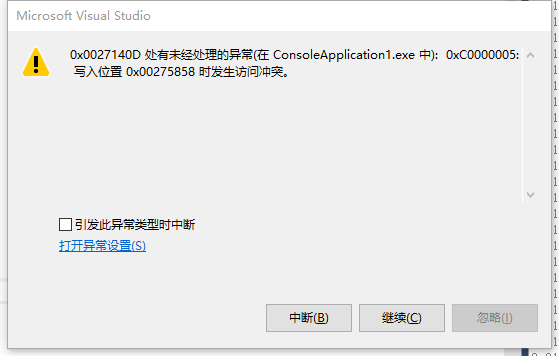 Microsoft Visual Studio
0x0027140D 处有未经处理的异常(在 ConsoleApplication1.exe 中): 0xC0000005:
写入位置 0x00275858 时发生访问冲突。
引发此异常类型时中断
打开异常设置(S)
中断(B)
继续(C)
忽略(I)